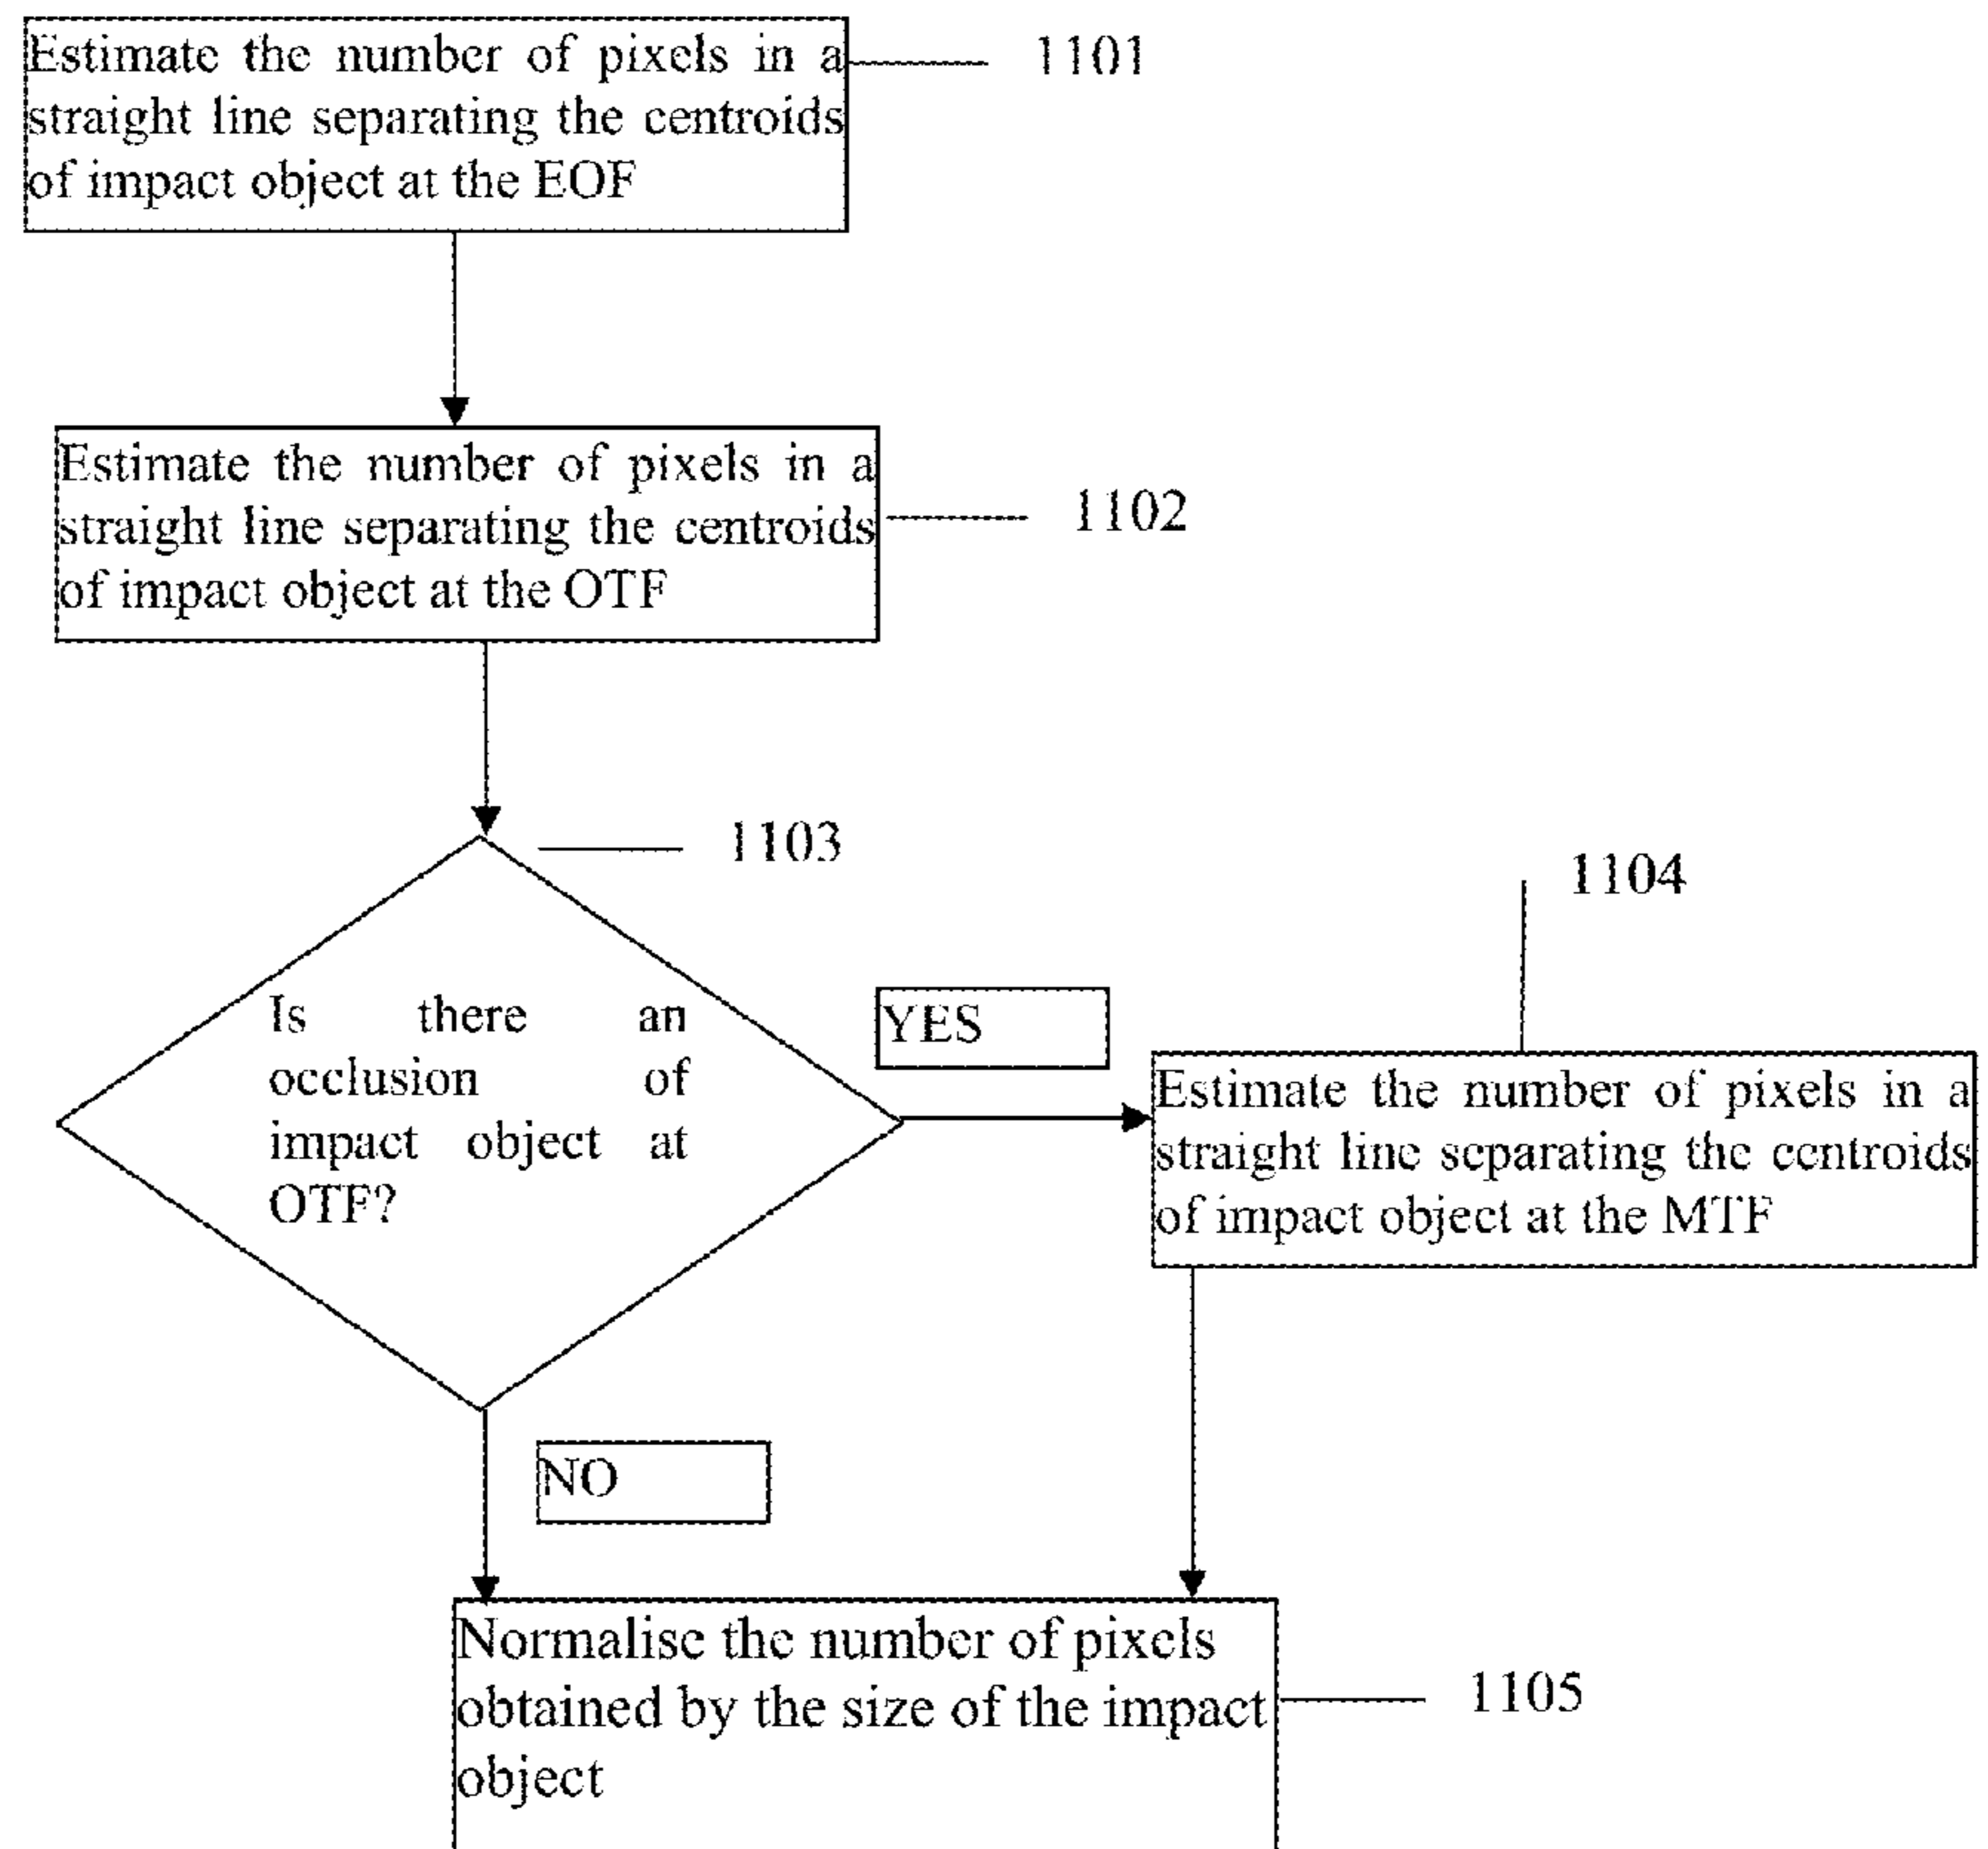 Estimate the number of pixels in a
straight line separating the centroids
of impact object at the EOF
1101
Estimate the number of pixels in a
straight line separating the centroids
of impact object at the OTF
1102
1103
Is there an
occlusion of
impact object at
OTF?
YES
1104
Estimate the number of pixels in a
straight line separating the centroids
of impact object at the MTF
NO
Normalise the number of pixels
obtained by the size of the impact
object
1105